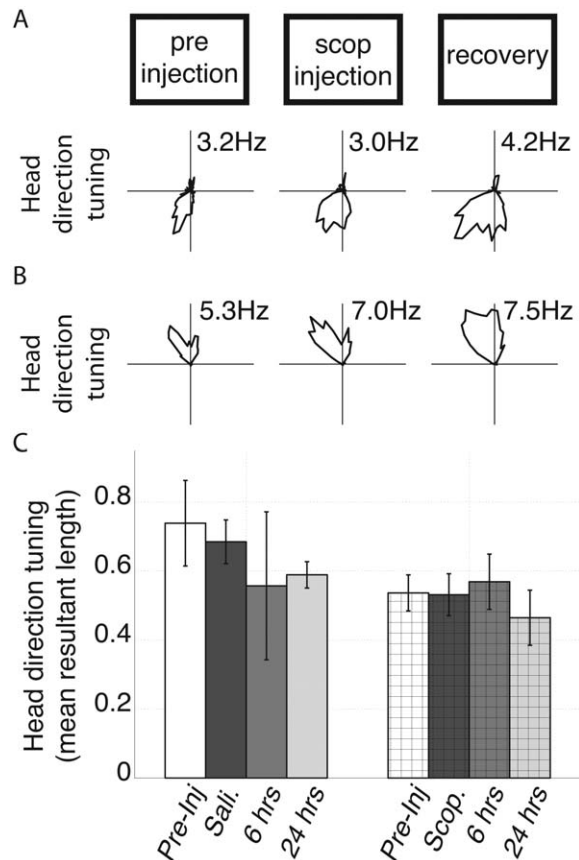 A
pre
injection
scop
injection
recovery
Head
direction
tuning
3.2Hz
3.0Hz
4.2Hz
B
Head
direction
tuning
5.3Hz
7.0Hz
7.5Hz
C
Head direction tuning
(mean resultant length)
0.8
0.6
0.4
0.2
0
Pre-Inj
Sali.
6 hrs
24 hrs
Pre-Inj
Scop.
6 hrs
24 hrs